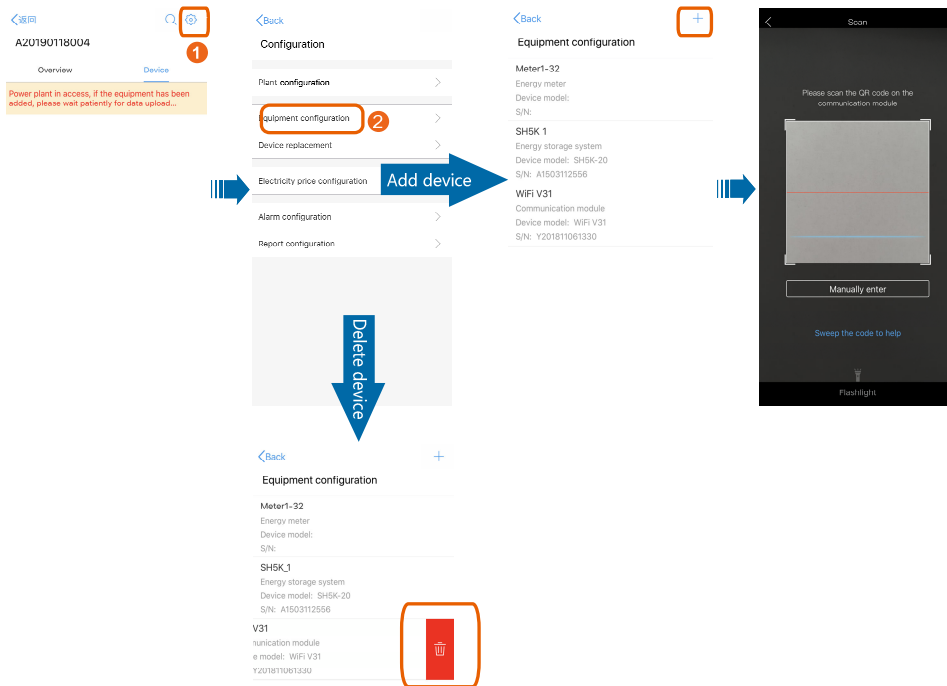 返回
A20190118004
1
Overview
Device
Power plant in access, if the equipment has been
added, please wait patiently for data upload...
Back
Configuration
Plant configuration
Equipment configuration
2
Device replacement
Electricity price configuration
Alarm configuration
Report configuration
Add device
Delete device
Back
Equipment configuration
Meter1-32
Energy meter
Device model:
S/N:
SH5K 1
Energy storage system
Device model: SH5K-20
S/N: A1503112556
WiFi V31
Communication module
Device model: WiFi V31
S/N: Y201811061330
Scan
Please scan the QR code on the
communication module
Manually enter
Sweep the code to help
Flashlight
Back
Equipment configuration
Meter1-32
Energy meter
Device model:
S/N:
SH5K_1
Energy storage system
Device model: SH5K-20
S/N: A1503112556
V31
nunication module
e model: WiFi V31
Y201811061330